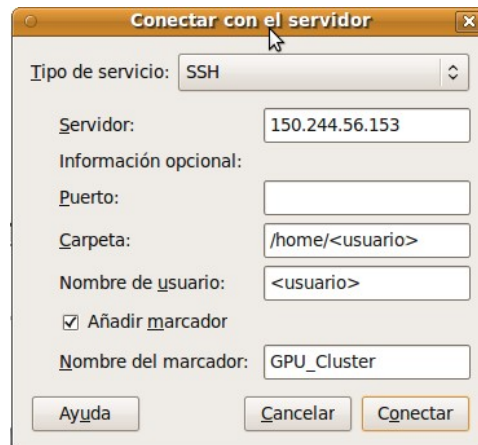 Conectar con el servidor
Tipo de servicio: SSH
Servidor: 150.244.56.153
Información opcional:
Puerto:
Carpeta: /home/<usuario>
Nombre de usuario: <usuario>
Añadir marcador
Nombre del marcador: GPU_Cluster
Ayuda Cancelar Conectar